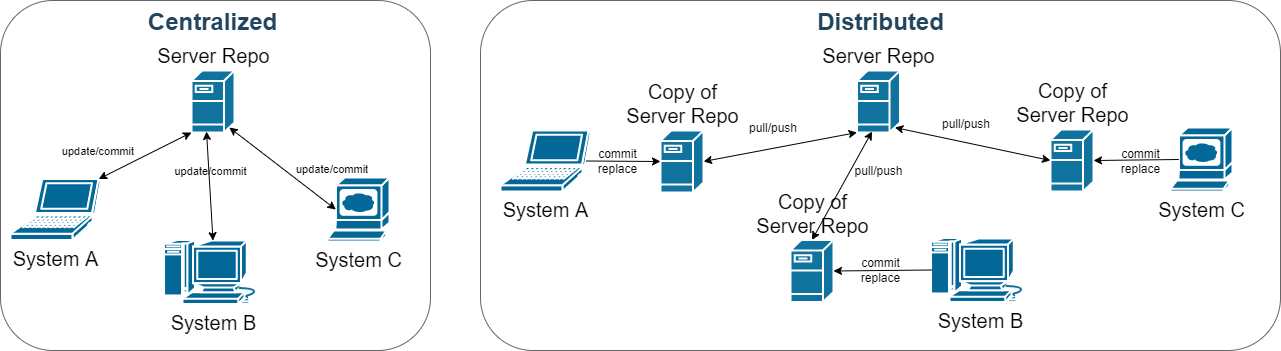 Centralized
Server Repo
update/commit
update/commit
update/commit
System A
System B
System C
Distributed
Server Repo
Copy of
Server Repo
pull/push
pull/push
Copy of
Server Repo
commit
replace
commit
replace
System A
pull/push
Copy of
Server Repo
System C
commit
replace
System B